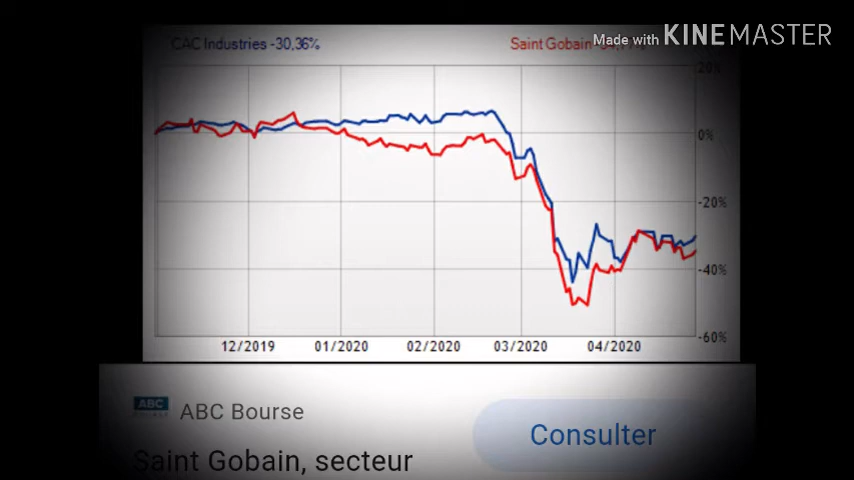 CAC Industries -30,36%
Saint Gobain
Made with KINEMASTER
20%
0%
-20%
-40%
-60%
12/2019 01/2020 02/2020 03/2020 04/2020
ABC
ABC Bourse
Consulter
Saint Gobain, secteur